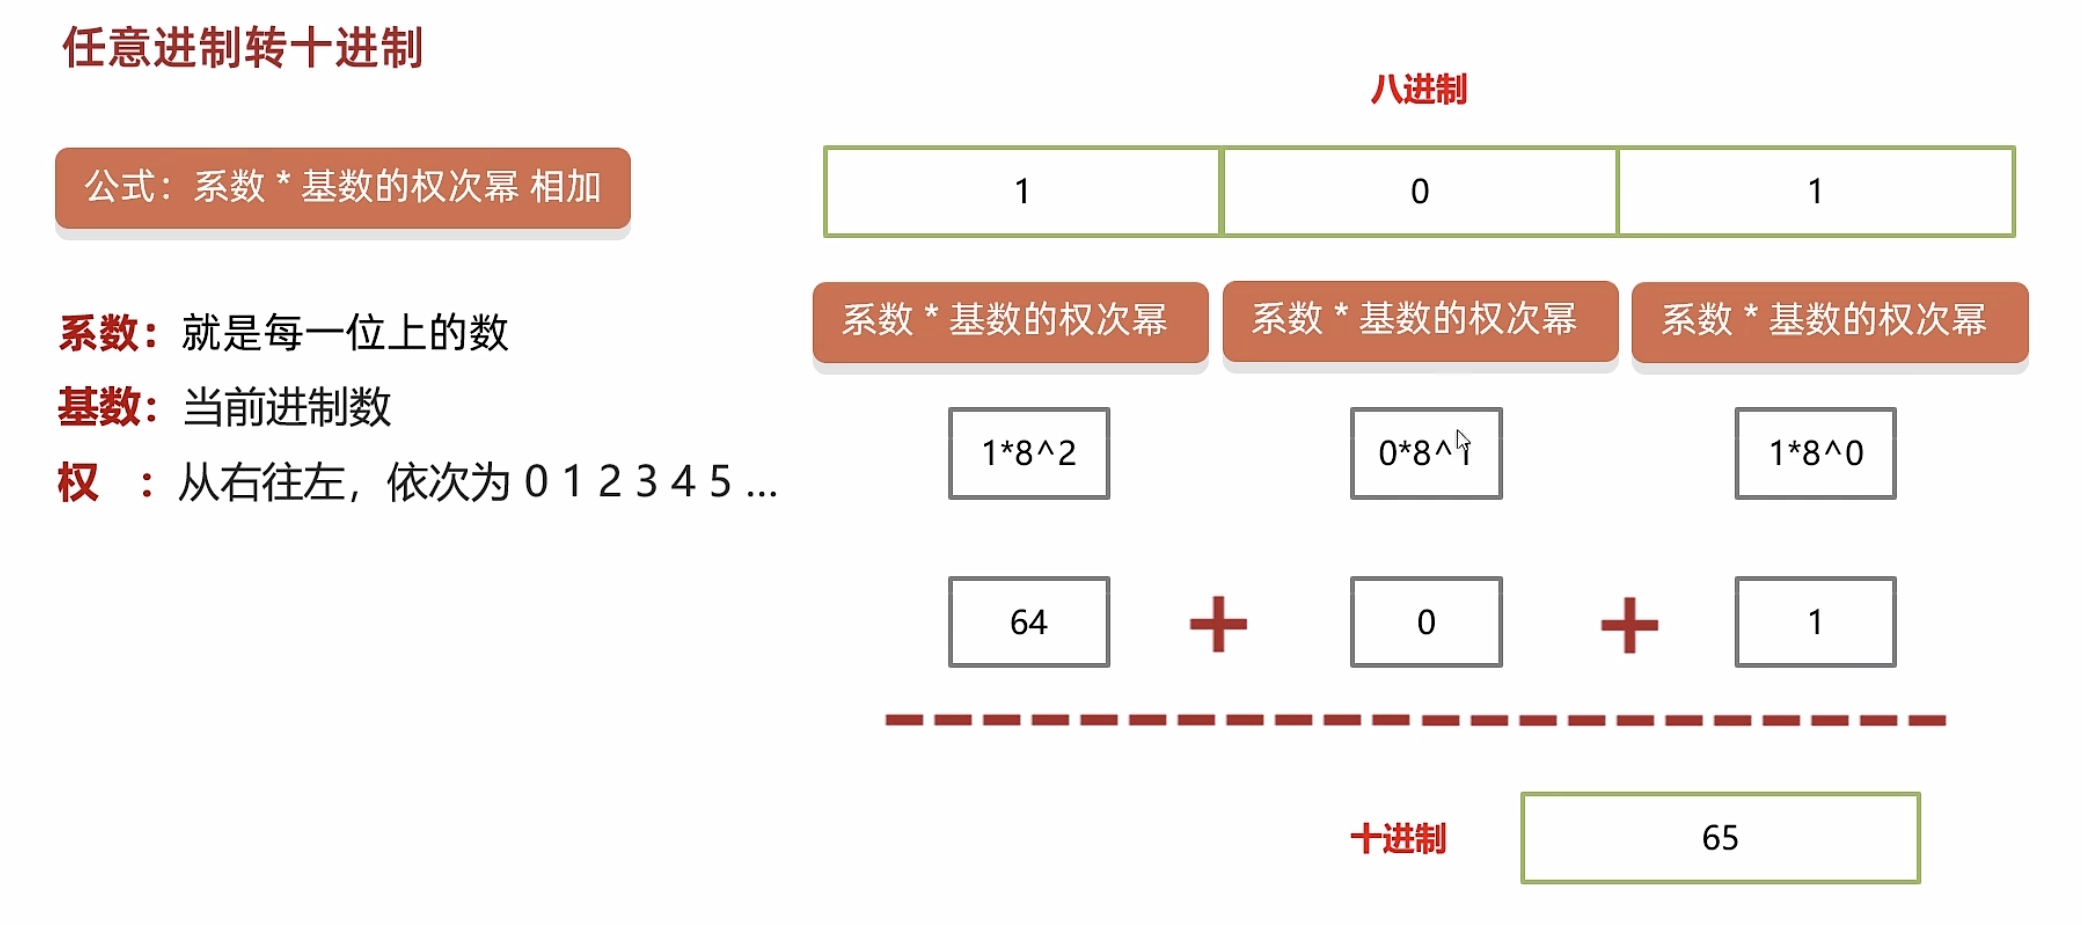 任意进制转十进制
公式：系数 * 基数的权次幂 相加
系数：就是每一位上的数
基数：当前进制数
权 ：从右往左，依次为 0 1 2 3 4 5 ...
八进制
1 0 1
系数 * 基数的权次幂 系数 * 基数的权次幂 系数 * 基数的权次幂
1*8^2 0*8^1 1*8^0
64 + 0 + 1
十进制 65